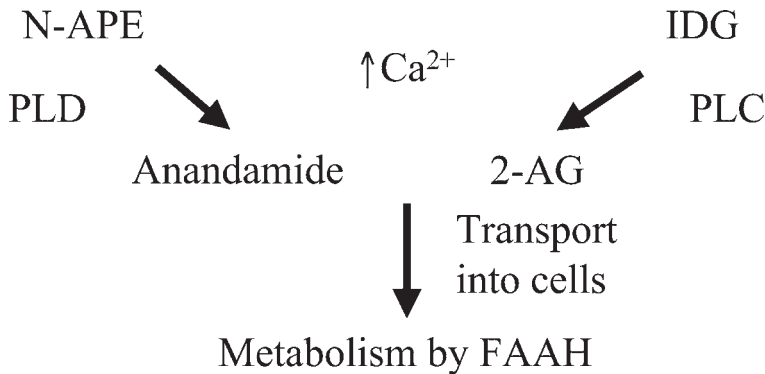 N-APE
IDG
↑Ca²⁺
PLD
PLC
Anandamide
2-AG
Transport
into cells
Metabolism by FAAH